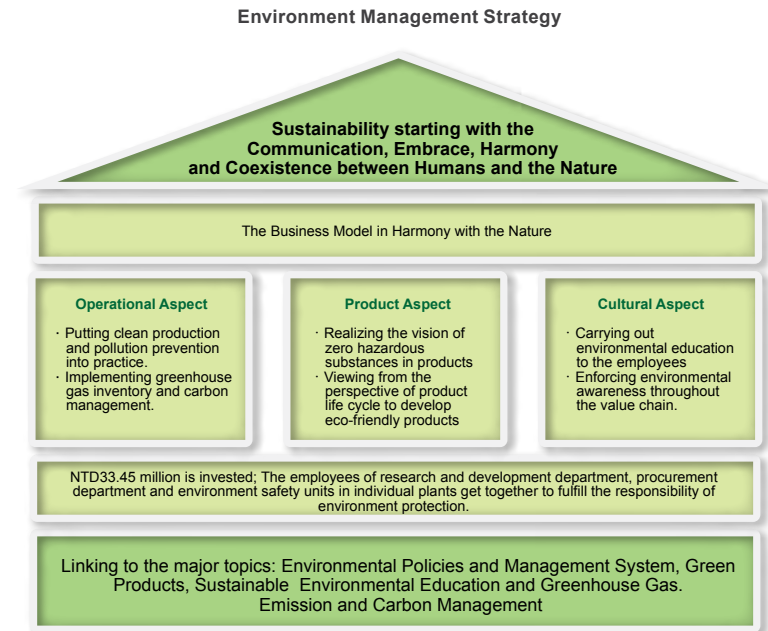 Environment Management Strategy
Sustainability starting with the
Communication, Embrace, Harmony
and Coexistence between Humans and the Nature
The Business Model in Harmony with the Nature
Operational Aspect
· Putting clean production
and pollution prevention
into practice.
· Implementing greenhouse
gas inventory and carbon
management.
Product Aspect
· Realizing the vision of
zero hazardous
substances in products
· Viewing from the
perspective of product
life cycle to develop
eco-friendly products
Cultural Aspect
· Carrying out
environmental education
to the employees
· Enforcing environmental
awareness throughout
the value chain.
NTD33.45 million is invested; The employees of research and development department, procurement
department and environment safety units in individual plants get together to fulfill the responsibility of
environment protection.
Linking to the major topics: Environmental Policies and Management System, Green
Products, Sustainable Environmental Education and Greenhouse Gas.
Emission and Carbon Management